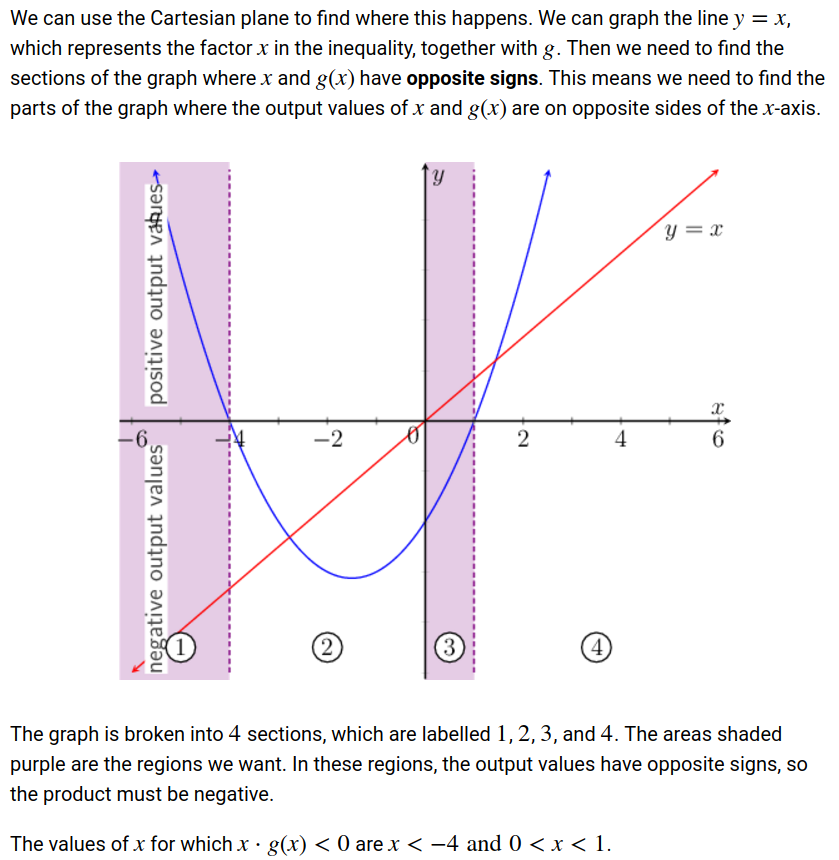 We can use the Cartesian plane to find where this happens. We can graph the line y = x,
which represents the factor x in the inequality, together with g. Then we need to find the
sections of the graph where x and g(x) have opposite signs. This means we need to find the
parts of the graph where the output values of x and g(x) are on opposite sides of the x-axis.
y
positive output values
y = x
x
−6 −4 −2 0 2 4 6
negative output values
1 2 3 4
The graph is broken into 4 sections, which are labelled 1, 2, 3, and 4. The areas shaded
purple are the regions we want. In these regions, the output values have opposite signs, so
the product must be negative.
The values of x for which x · g(x) < 0 are x < −4 and 0 < x < 1.